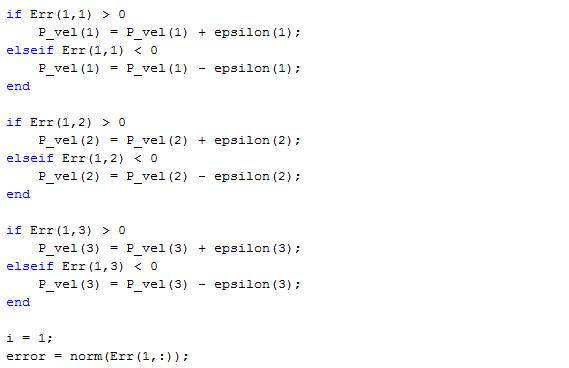 if Err(1,1) > 0
    P_vel(1) = P_vel(1) + epsilon(1);
elseif Err(1,1) < 0
    P_vel(1) = P_vel(1) - epsilon(1);
end

if Err(1,2) > 0
    P_vel(2) = P_vel(2) + epsilon(2);
elseif Err(1,2) < 0
    P_vel(2) = P_vel(2) - epsilon(2);
end

if Err(1,3) > 0
    P_vel(3) = P_vel(3) + epsilon(3);
elseif Err(1,3) < 0
    P_vel(3) = P_vel(3) - epsilon(3);
end

i = 1;
error = norm(Err(1,:));